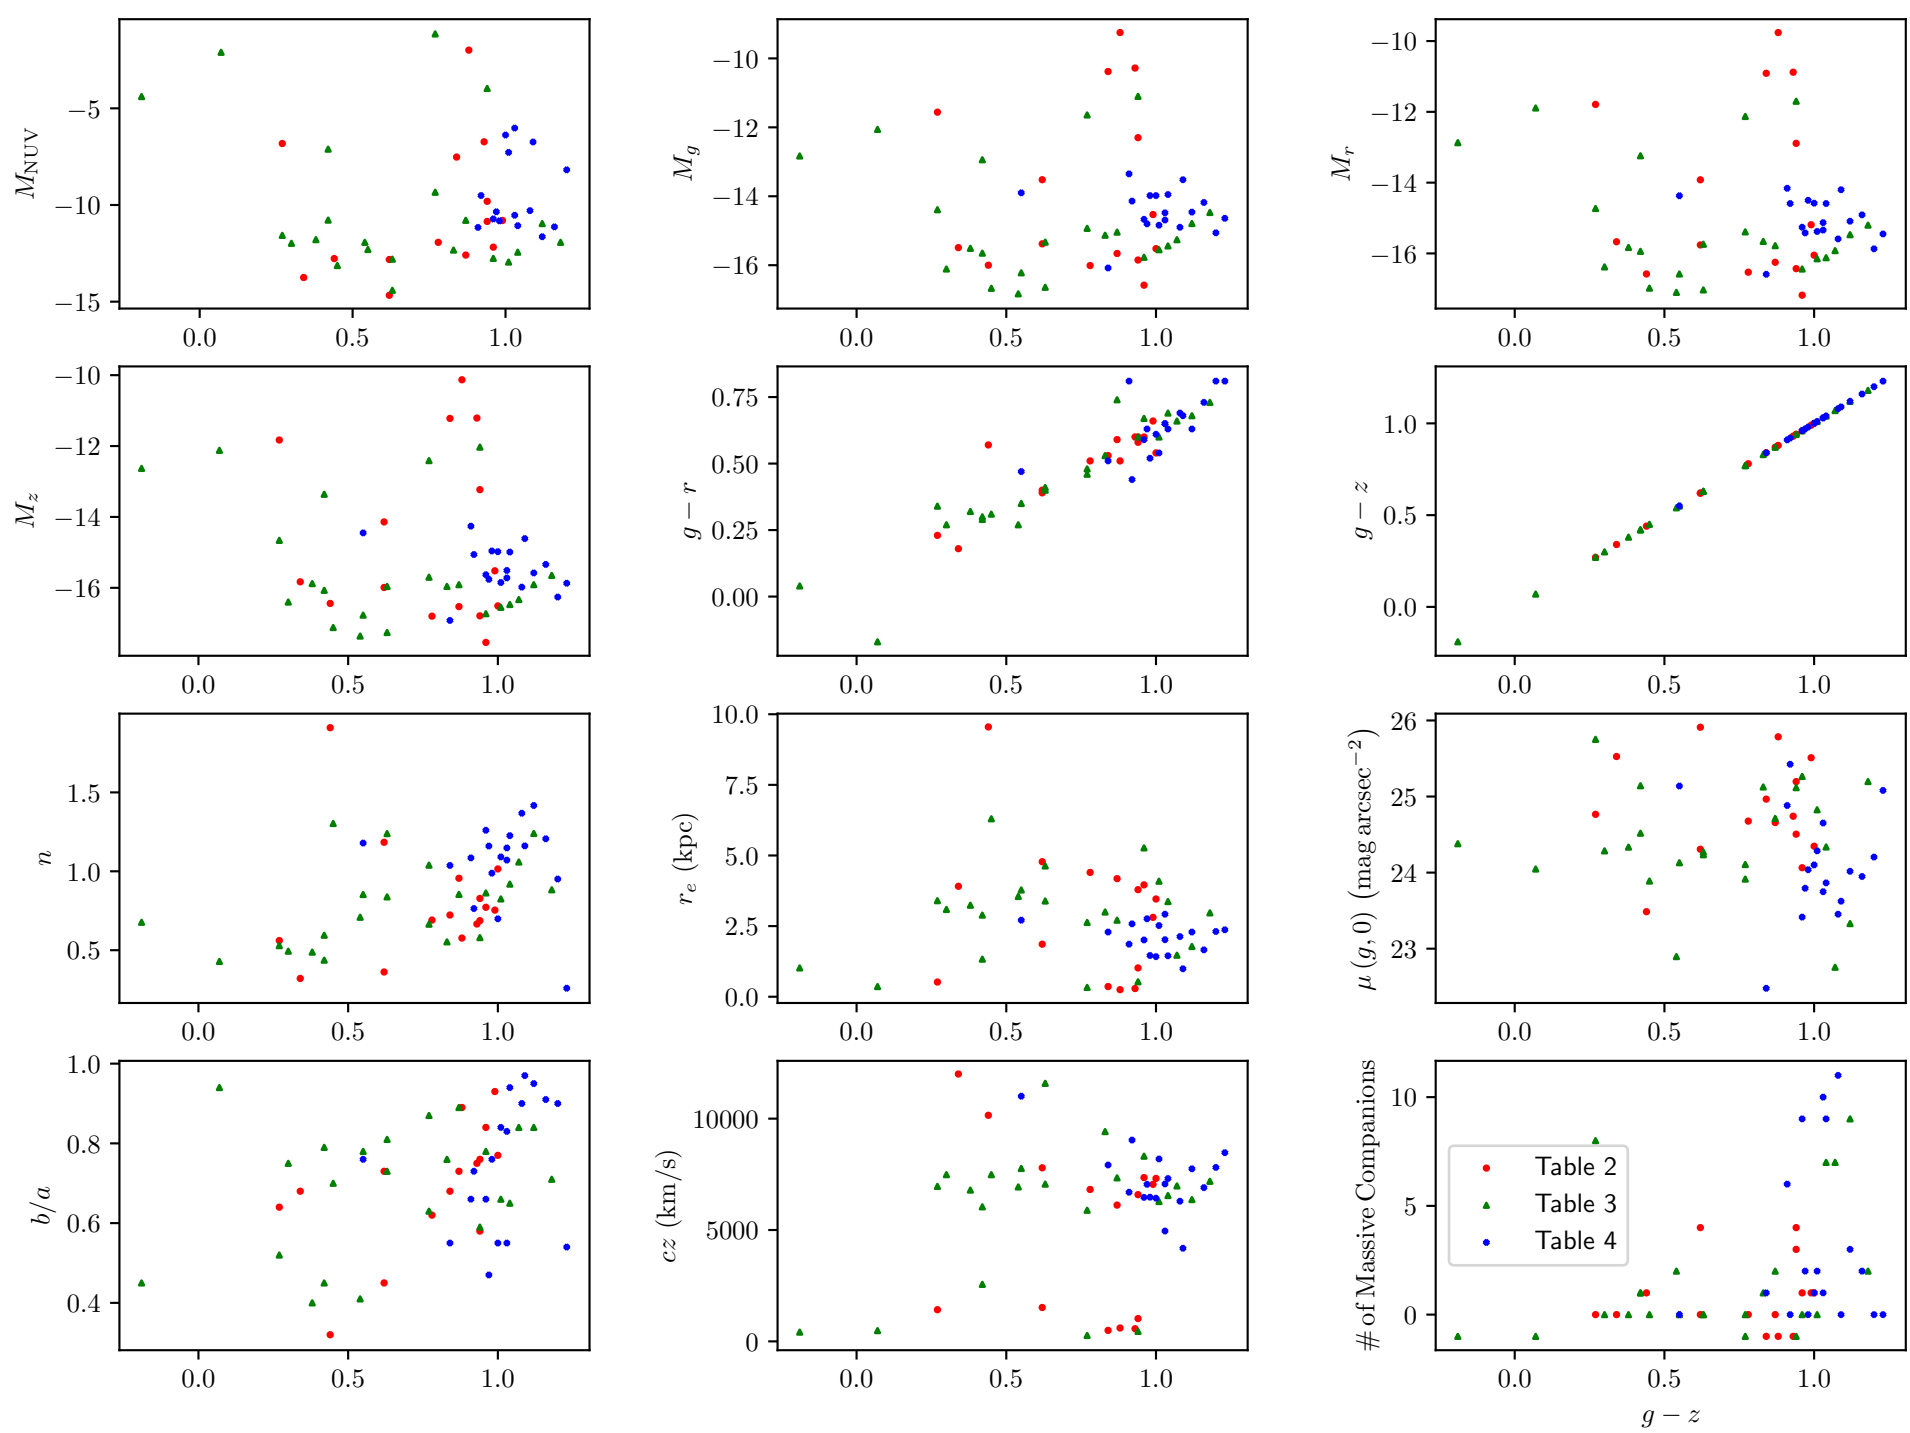 M_NUV
−5
−10
−15
0.0 0.5 1.0
M_g
−10
−12
−14
−16
0.0 0.5 1.0
M_r
−10
−12
−14
−16
0.0 0.5 1.0
M_z
−10
−12
−14
−16
0.0 0.5 1.0
g − r
0.75
0.50
0.25
0.00
0.0 0.5 1.0
g − z
1.0
0.5
0.0
0.0 0.5 1.0
n
1.5
1.0
0.5
0.0 0.5 1.0
r_e (kpc)
10.0
7.5
5.0
2.5
0.0
0.0 0.5 1.0
μ (g, 0) (mag arcsec⁻²)
26
25
24
23
0.0 0.5 1.0
b/a
1.0
0.8
0.6
0.4
0.0 0.5 1.0
cz (km/s)
10000
5000
0
0.0 0.5 1.0
# of Massive Companions
10
5
0
Table 2
Table 3
Table 4
0.0 0.5 1.0
g − z